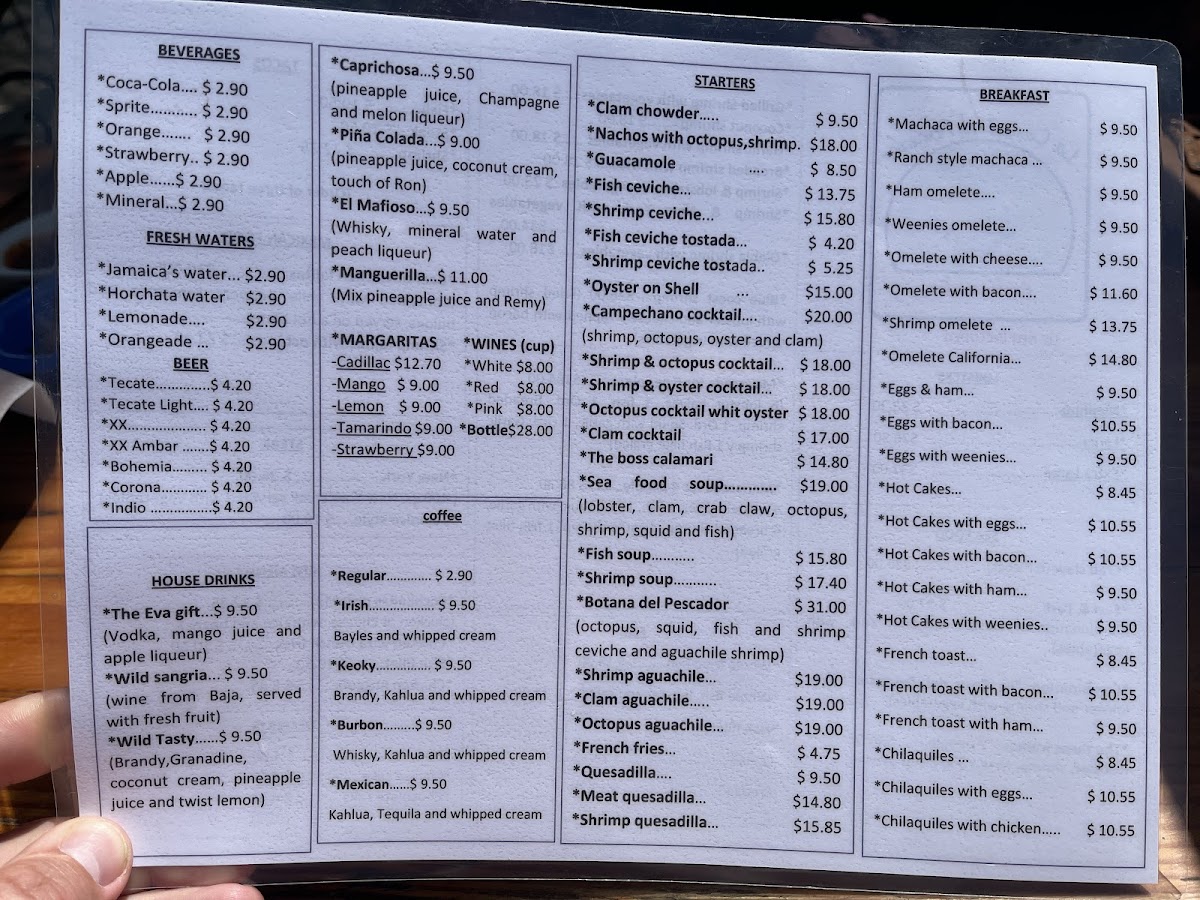 BEVERAGES
*Coca-Cola.... $ 2.90
*Sprite........... $ 2.90
*Orange....... $ 2.90
*Strawberry.. $ 2.90
*Apple......$ 2.90
*Mineral...$ 2.90
FRESH WATERS
*Jamaica's water... $2.90
*Horchata water $2.90
*Lemonade.... $2.90
*Orangeade ... $2.90
BEER
*Tecate.............$ 4.20
*Tecate Light.... $ 4.20
*XX...................... $ 4.20
*XX Ambar .......$ 4.20
*Bohemia......... $ 4.20
*Corona............ $ 4.20
*Indio ...............$ 4.20
HOUSE DRINKS
*The Eva gift...$ 9.50
(Vodka, mango juice and
apple liqueur)
*Wild sangria... $ 9.50
(wine from Baja, served
with fresh fruit)
*Wild Tasty......$ 9.50
(Brandy,Granadine,
coconut cream, pineapple
juice and twist lemon)
*Caprichosa...$ 9.50
(pineapple juice, Champagne
and melon liqueur)
*Piña Colada...$ 9.00
(pineapple juice, coconut cream,
touch of Ron)
*El Mafioso...$ 9.50
(Whisky, mineral water and
peach liqueur)
*Manguerilla...$ 11.00
(Mix pineapple juice and Remy)
*MARGARITAS
-Cadillac $12.70
-Mango $ 9.00
-Lemon $ 9.00
-Tamarindo $9.00
-Strawberry $9.00
*WINES (cup)
*White $8.00
*Red $8.00
*Pink $8.00
*Bottle$28.00
coffee
*Regular............. $ 2.90
*Irish................... $ 9.50
Bayles and whipped cream
*Keoky................ $ 9.50
Brandy, Kahlua and whipped cream
*Burbon.........$ 9.50
Whisky, Kahlua and whipped cream
*Mexican......$ 9.50
Kahlua, Tequila and whipped cream
STARTERS
*Clam chowder..... $ 9.50
*Nachos with octopus,shrimp. $18.00
*Guacamole .... $ 8.50
*Fish ceviche... $ 13.75
*Shrimp ceviche... $ 15.80
*Fish ceviche tostada... $ 4.20
*Shrimp ceviche tostada.. $ 5.25
*Oyster on Shell ... $15.00
*Campechano cocktail.... $20.00
(shrimp, octopus, oyster and clam)
*Shrimp & octopus cocktail... $ 18.00
*Shrimp & oyster cocktail... $ 18.00
*Octopus cocktail whit oyster $ 18.00
*Clam cocktail $ 17.00
*The boss calamari $ 14.80
*Sea food soup............. $19.00
(lobster, clam, crab claw, octopus,
shrimp, squid and fish)
*Fish soup........... $ 15.80
*Shrimp soup........... $ 17.40
*Botana del Pescador $ 31.00
(octopus, squid, fish and shrimp
ceviche and aguachile shrimp)
*Shrimp aguachile... $19.00
*Clam aguachile..... $19.00
*Octopus aguachile... $19.00
*French fries... $ 4.75
*Quesadilla.... $ 9.50
*Meat quesadilla... $14.80
*Shrimp quesadilla... $15.85
BREAKFAST
*Machaca with eggs... $ 9.50
*Ranch style machaca ... $ 9.50
*Ham omelete.... $ 9.50
*Weenies omelete... $ 9.50
*Omelete with cheese.... $ 9.50
*Omelete with bacon.... $ 11.60
*Shrimp omelete ... $ 13.75
*Omelete California... $ 14.80
*Eggs & ham... $ 9.50
*Eggs with bacon... $10.55
*Eggs with weenies... $ 9.50
*Hot Cakes... $ 8.45
*Hot Cakes with eggs... $ 10.55
*Hot Cakes with bacon... $ 10.55
*Hot Cakes with ham... $ 9.50
*Hot Cakes with weenies.. $ 9.50
*French toast... $ 8.45
*French toast with bacon... $ 10.55
*French toast with ham... $ 9.50
*Chilaquiles ... $ 8.45
*Chilaquiles with eggs... $ 10.55
*Chilaquiles with chicken..... $ 10.55